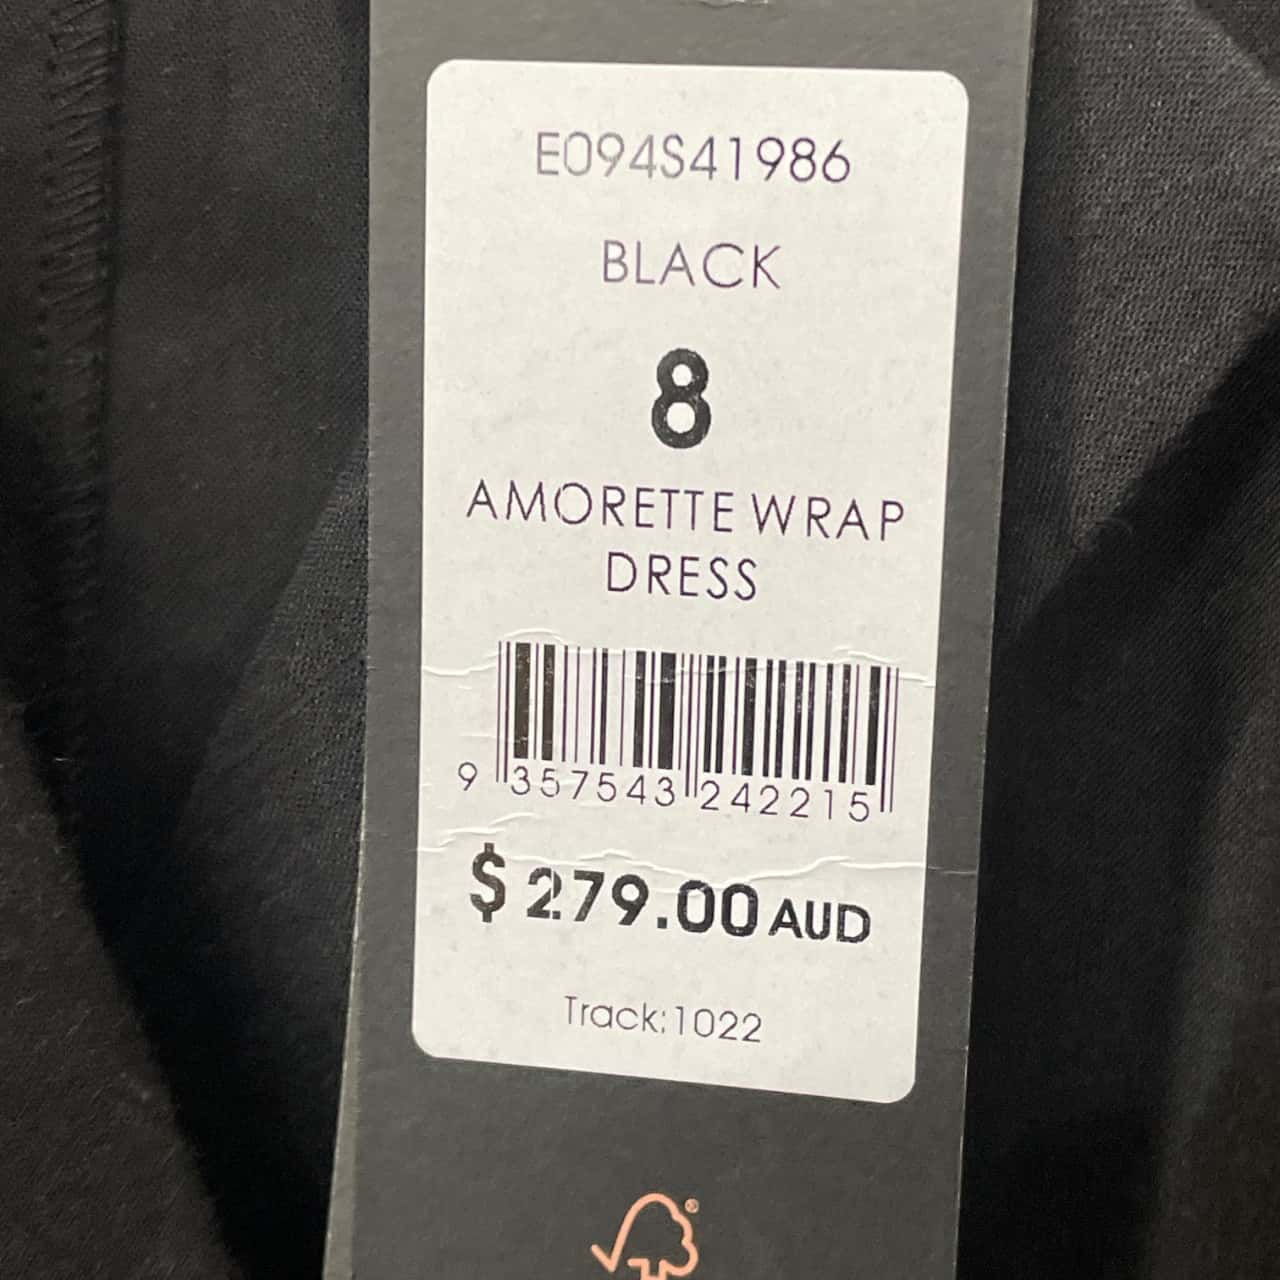 E094S41986
BLACK
8
AMORETTE WRAP
DRESS
9 357543 242215
$ 279.00 AUD
Track:1022
®